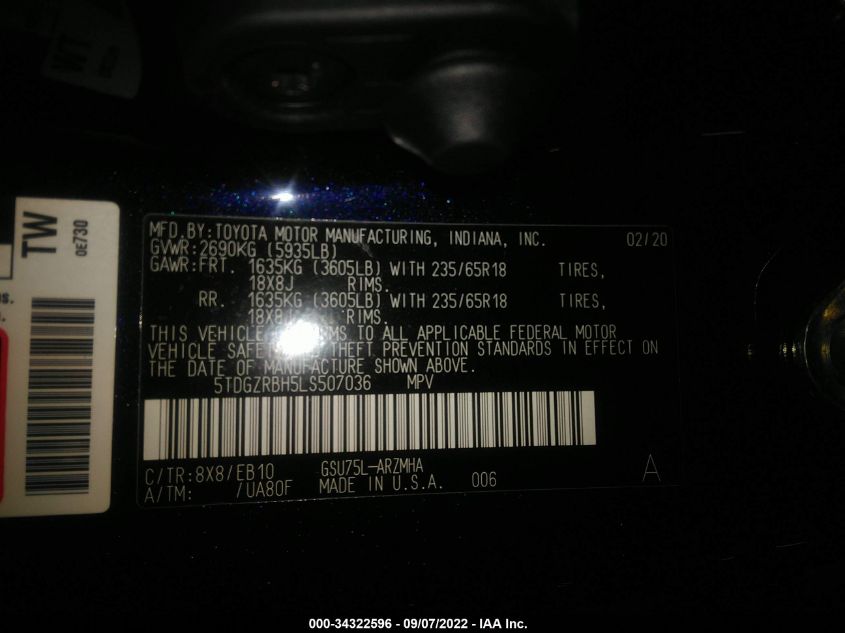 WT
TW
0E730
MFD.BY:TOYOTA MOTOR MANUFACTURING, INDIANA, INC. 02/20
GVWR:2690KG (5935LB)
GAWR:FRT. 1635KG (3605LB) WITH 235/65R18 TIRES,
18X8J RIMS.
RR. 1635KG (3605LB) WITH 235/65R18 TIRES,
18X8 RIMS.
THIS VEHICLE TO ALL APPLICABLE FEDERAL MOTOR
VEHICLE THEFT PREVENTION STANDARDS IN EFFECT ON
THE DATE OF MANUFACTURE SHOWN ABOVE.
5TDGZRBH5LS507036 MPV
C/TR:8X8/EB10 GSU75L-ARZMHA A
A/TM: /UA80F MADE IN U.S.A. 006
000-34322596 - 09/07/2022 - IAA Inc.